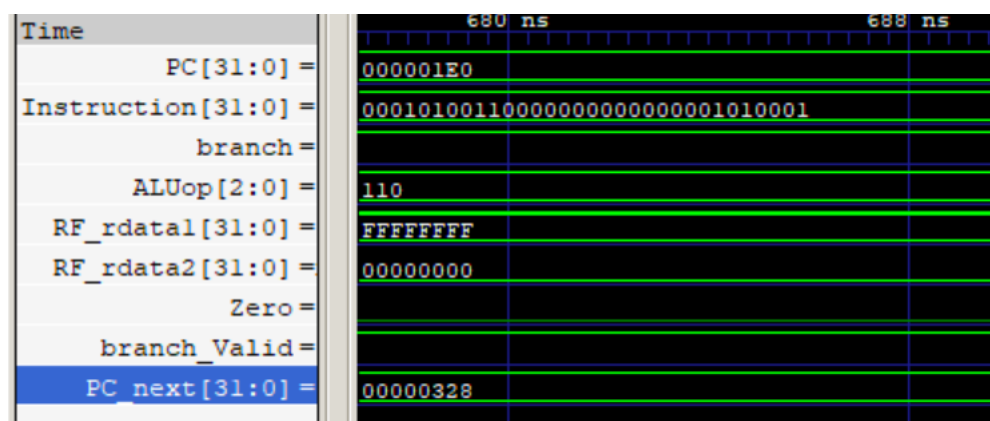 680 ns 688 ns
Time
PC[31:0] = 000001E0
Instruction[31:0] = 00010100110000000000000001010001
branch =
ALUop[2:0] = 110
RF_rdata1[31:0] = FFFFFFFF
RF_rdata2[31:0] = 00000000
Zero =
branch_Valid =
PC_next[31:0] = 00000328